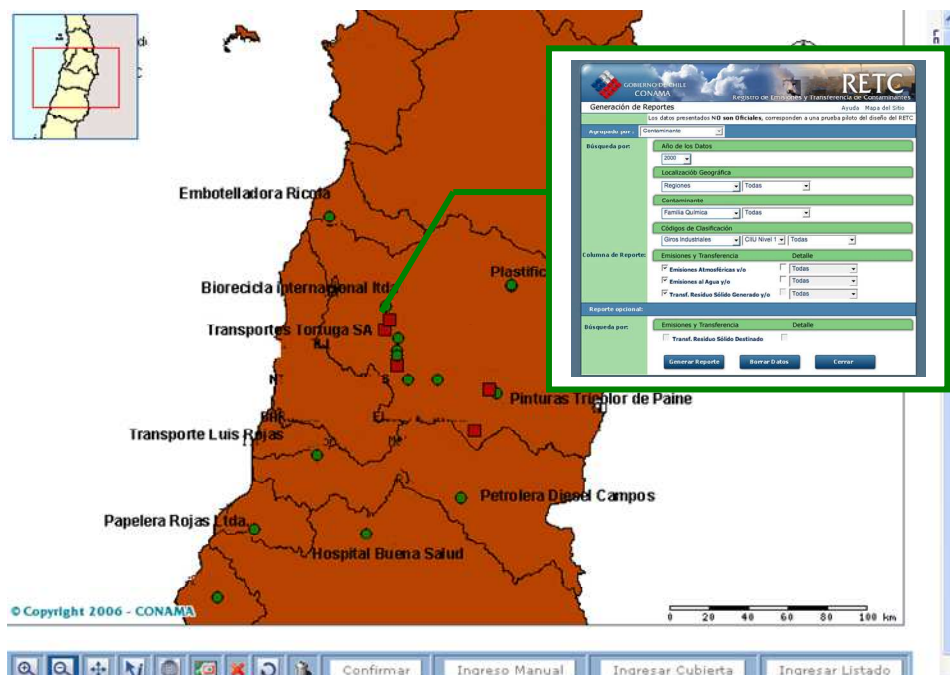 GOBIERNO DE CHILE
CONAMA
RETC
Registro de Emisiones y Transferencia de Contaminantes
Generación de Reportes
Ayuda Mapa del Sitio
Los datos presentados NO son Oficiales, corresponden a una prueba piloto del diseño del RETC
Agrupado por: Contaminante
Búsqueda por:
Año de los Datos
2000
Localizaciób Geográfica
Regiones Todas
Contaminante
Familia Química Todas
Códigos de Clasificación
Giros Industriales CIIU Nivel 1 Todas
Columna de Reporte:
Emisiones y Transferencia Detalle
Emisiones Atmosféricas y/o Todas
Emisiones al Agua y/o Todas
Transf. Residuo Sólido Generado y/o Todas
Reporte opcional:
Búsqueda por:
Emisiones y Transferencia Detalle
Transf. Residuo Sólido Destinado
Generar Reporte Borrar Datos Cerrar
Embotelladora Ricota
Plastific
Biorecicla internacional ltda
Transportes Tortuga SA
Pinturas Tricolor de Paine
Transporte Luis Rojas
Petrolera Diesel Campos
Papelera Rojas Ltda.
Hospital Buena Salud
© Copyright 2006 - CONAMA
0 20 40 60 80 100 km
Confirmar Ingreso Manual Ingresar Cubierta Ingresar Listado